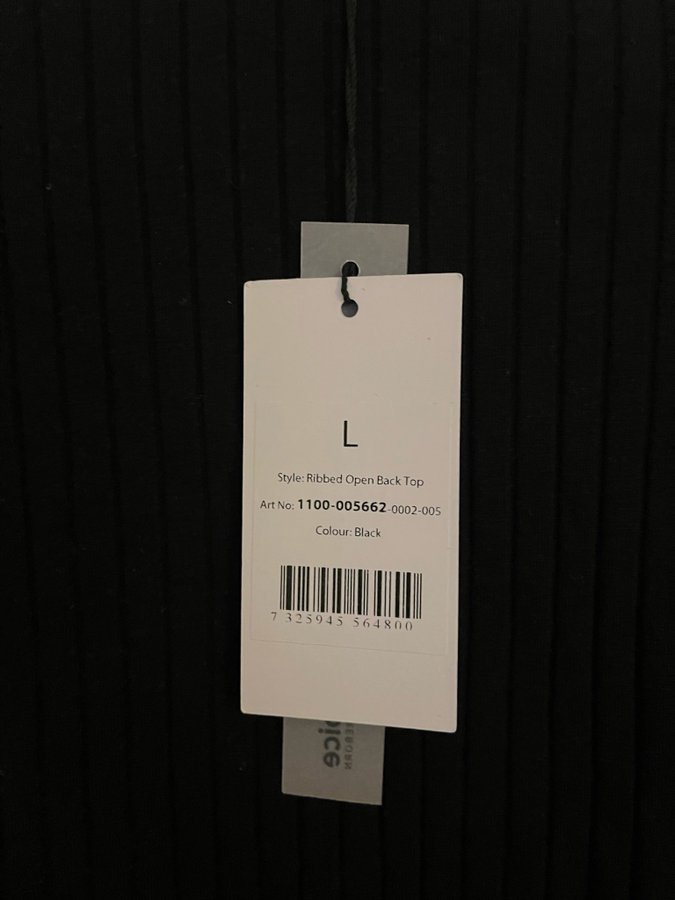 L
Style: Ribbed Open Back Top
Art No: 1100-005662-0002-005
Colour: Black
7 325945 564800